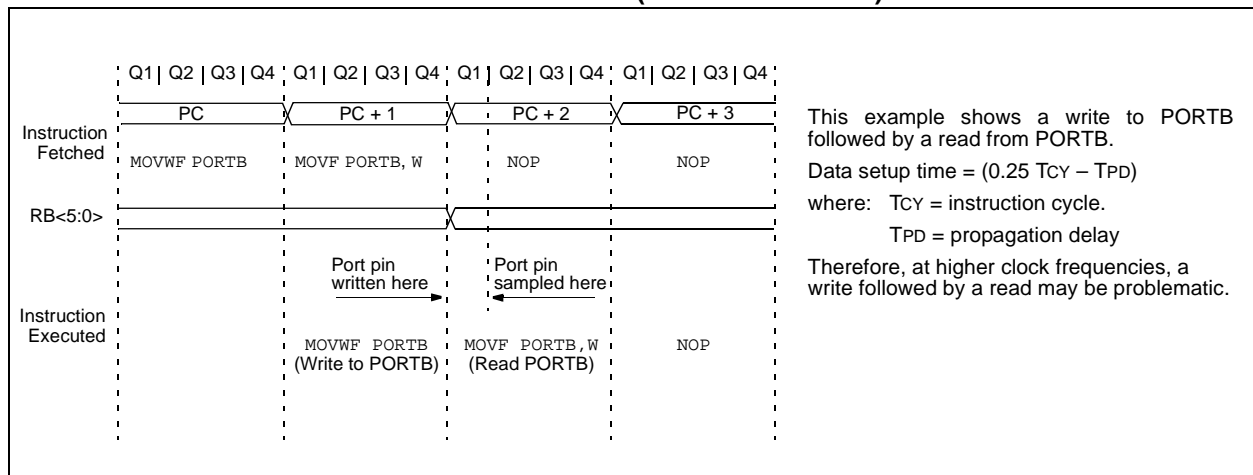 Q1 | Q2 | Q3 | Q4 Q1 | Q2 | Q3 | Q4 Q1 | Q2 | Q3 | Q4 Q1 | Q2 | Q3 | Q4
PC PC + 1 PC + 2 PC + 3
Instruction
Fetched
MOVWF PORTB MOVF PORTB, W NOP NOP
RB<5:0>
Port pin
written here
Port pin
sampled here
Instruction
Executed
MOVWF PORTB
(Write to PORTB)
MOVF PORTB,W
(Read PORTB)
NOP
This example shows a write to PORTB
followed by a read from PORTB.
Data setup time = (0.25 TCY – TPD)
where: TCY = instruction cycle.
TPD = propagation delay
Therefore, at higher clock frequencies, a
write followed by a read may be problematic.